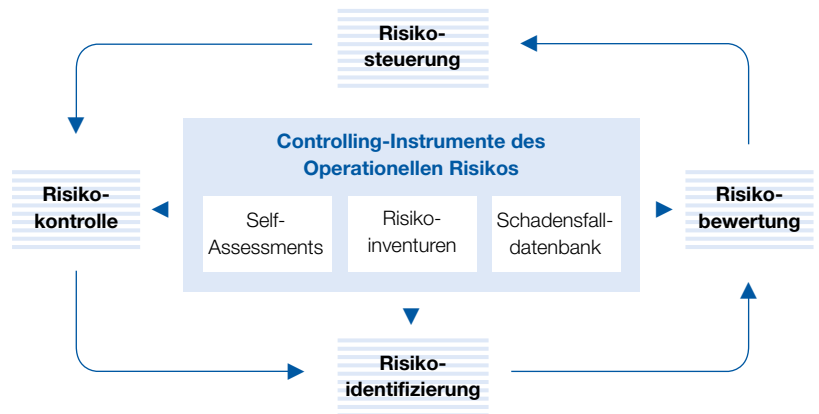 Risiko-
steuerung
Controlling-Instrumente des
Operationellen Risikos
Risiko-
kontrolle
Self-
Assessments
Risiko-
inventuren
Schadensfall-
datenbank
Risiko-
bewertung
Risiko-
identifizierung